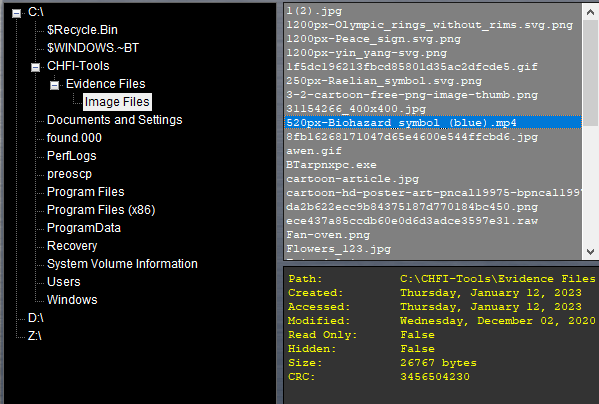 C:\
$Recycle.Bin
$WINDOWS.~BT
CHFI-Tools
Evidence Files
Image Files
Documents and Settings
found.000
PerfLogs
preoscp
Program Files
Program Files (x86)
ProgramData
Recovery
System Volume Information
Users
Windows
D:\
Z:\
1(2).jpg
1200px-Olympic_rings_without_rims.svg.png
1200px-Peace_sign.svg.png
1200px-yin_yang-svg.png
1f5dc196213fbcd85801d35ac2dfcde5.gif
250px-Raelian_symbol.svg.png
3-2-cartoon-free-png-image-thumb.png
31154266_400x400.jpg
520px-Biohazard_symbol_(blue).mp4
8fb16268171047d65e4600e544ffcbd6.jpg
awen.gif
BTarpnxpc.exe
cartoon-article.jpg
cartoon-hd-poster-art-pncall9975-bpncall997
da2b622ecc9b84375187d770184bc450.png
ece437a85ccdb60e0d6d3adce3597e31.raw
Fan-oven.png
Flowers_123.jpg
Path: C:\CHFI-Tools\Evidence Files
Created: Thursday, January 12, 2023
Accessed: Thursday, January 12, 2023
Modified: Wednesday, December 02, 2020
Read Only: False
Hidden: False
Size: 26767 bytes
CRC: 3456504230